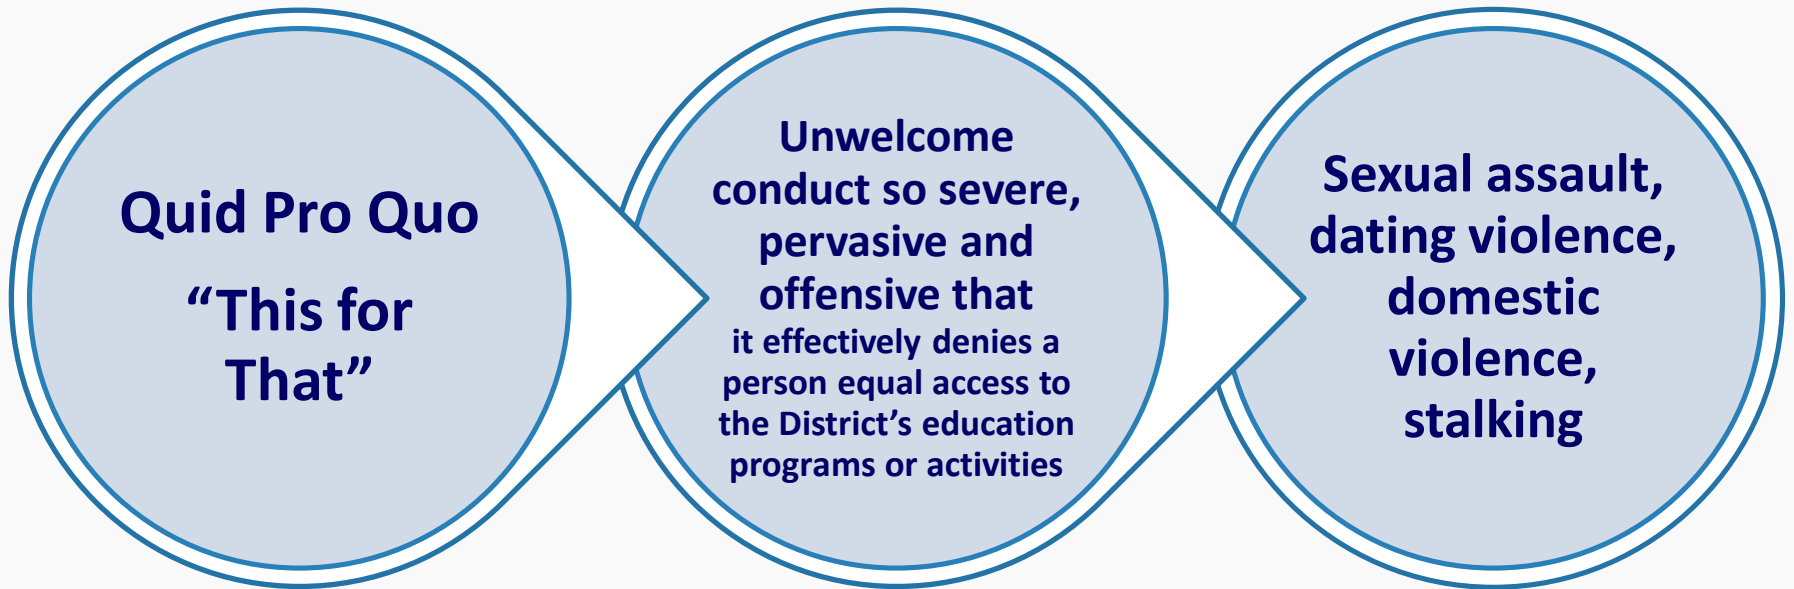 Quid Pro Quo
“This for
That”
Unwelcome
conduct so severe,
pervasive and
offensive that
it effectively denies a
person equal access to
the District’s education
programs or activities
Sexual assault,
dating violence,
domestic
violence,
stalking